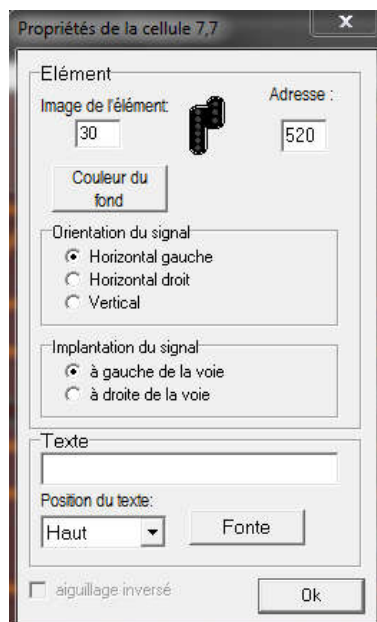 Propriétés de la cellule 7,7
x
Elément
Image de l'élément:
Adresse :
30
520
Couleur du
fond
Orientation du signal
Horizontal gauche
Horizontal droit
Vertical
Implantation du signal
à gauche de la voie
à droite de la voie
Texte
Position du texte:
Haut
Fonte
aiguillage inversé
Ok